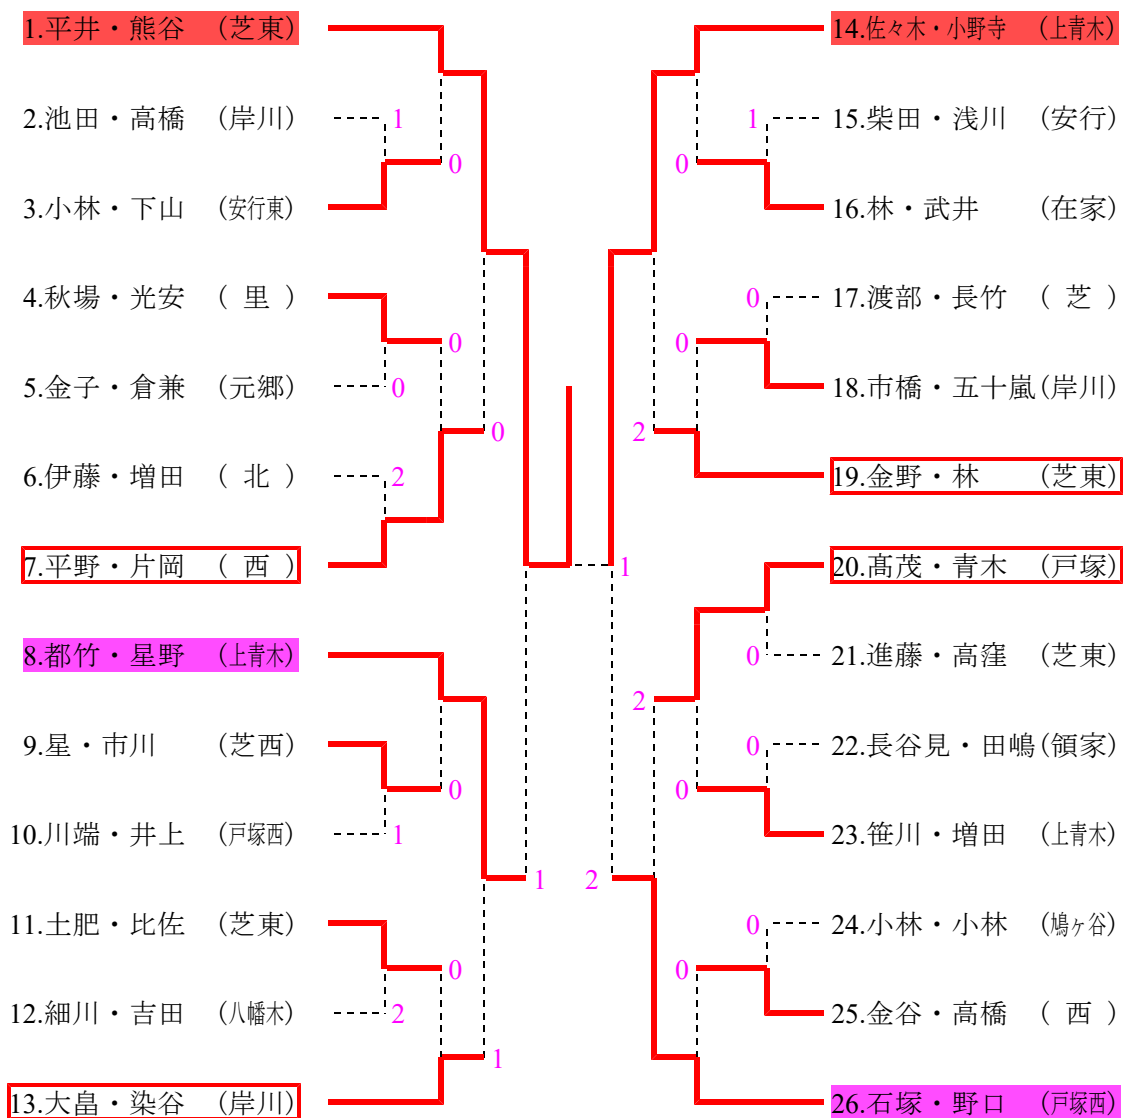 1.平井・熊谷 (芝東)
2.池田・高橋 (岸川)
1
0
3.小林・下山 (安行東)
4.秋場・光安 ( 里 )
0
5.金子・倉兼 (元郷)
0
0
6.伊藤・増田 ( 北 )
2
7.平野・片岡 ( 西 )
8.都竹・星野 (上青木)
9.星・市川 (芝西)
0
10.川端・井上 (戸塚西)
1
1
11.土肥・比佐 (芝東)
0
12.細川・吉田 (八幡木)
2
1
13.大畠・染谷 (岸川)
1
14.佐々木・小野寺 (上青木)
1
15.柴田・浅川 (安行)
0
16.林・武井 (在家)
0
17.渡部・長竹 ( 芝 )
0
18.市橋・五十嵐(岸川)
2
19.金野・林 (芝東)
20.髙茂・青木 (戸塚)
0
21.進藤・高窪 (芝東)
2
0
22.長谷見・田嶋(領家)
0
23.笹川・増田 (上青木)
2
0
24.小林・小林 (鳩ヶ谷)
0
25.金谷・高橋 ( 西 )
26.石塚・野口 (戸塚西)